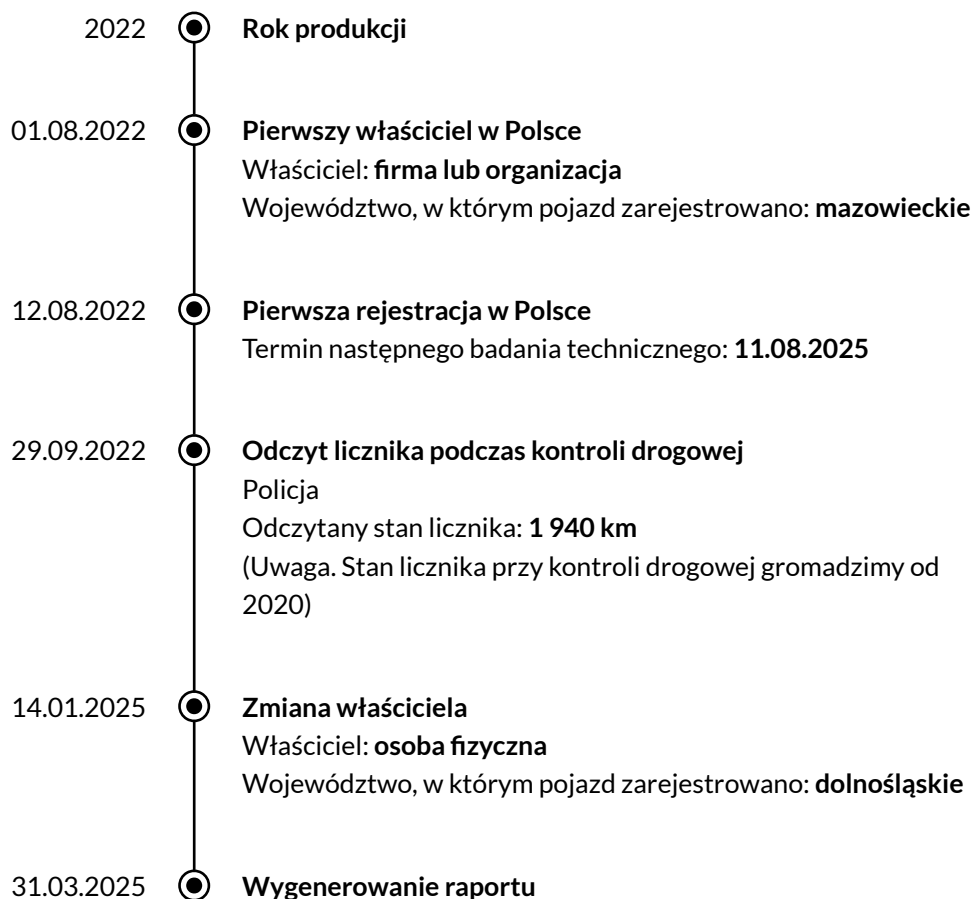 2022 Rok produkcji
01.08.2022 Pierwszy właściciel w Polsce
Właściciel: firma lub organizacja
Województwo, w którym pojazd zarejestrowano: mazowieckie
12.08.2022 Pierwsza rejestracja w Polsce
Termin następnego badania technicznego: 11.08.2025
29.09.2022 Odczyt licznika podczas kontroli drogowej
Policja
Odczytany stan licznika: 1 940 km
(Uwaga. Stan licznika przy kontroli drogowej gromadzimy od
2020)
14.01.2025 Zmiana właściciela
Właściciel: osoba fizyczna
Województwo, w którym pojazd zarejestrowano: dolnośląskie
31.03.2025 Wygenerowanie raportu